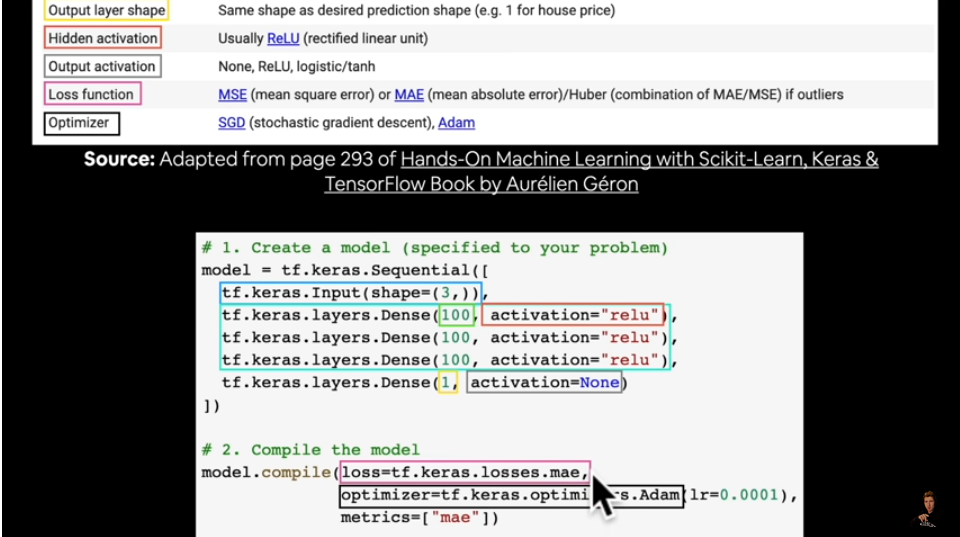 Output layer shape Same shape as desired prediction shape (e.g. 1 for house price)
Hidden activation Usually ReLU (rectified linear unit)
Output activation None, ReLU, logistic/tanh
Loss function MSE (mean square error) or MAE (mean absolute error)/Huber (combination of MAE/MSE) if outliers
Optimizer SGD (stochastic gradient descent), Adam
Source: Adapted from page 293 of Hands-On Machine Learning with Scikit-Learn, Keras &
TensorFlow Book by Aurélien Géron
# 1. Create a model (specified to your problem)
model = tf.keras.Sequential([
tf.keras.Input(shape=(3,)),
tf.keras.layers.Dense(100, activation="relu"),
tf.keras.layers.Dense(100, activation="relu"),
tf.keras.layers.Dense(100, activation="relu"),
tf.keras.layers.Dense(1, activation=None)
])
# 2. Compile the model
model.compile(loss=tf.keras.losses.mae,
optimizer=tf.keras.optimizers.Adam(lr=0.0001),
metrics=["mae"])